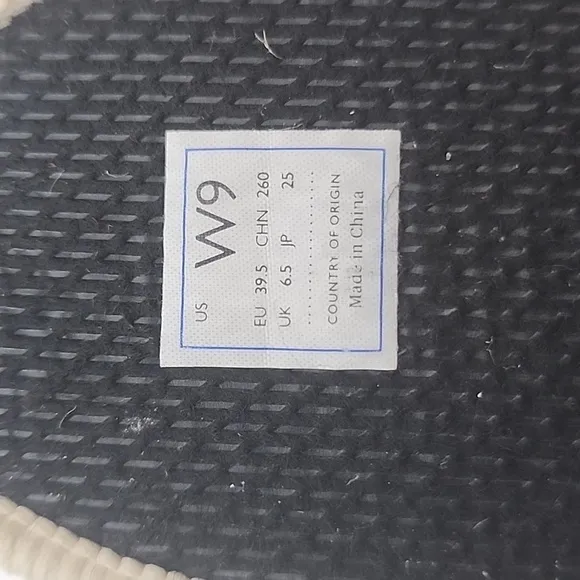 US W9
EU 39.5 CHN 260
UK 6.5 JP 25
COUNTRY OF ORIGIN
Made in China